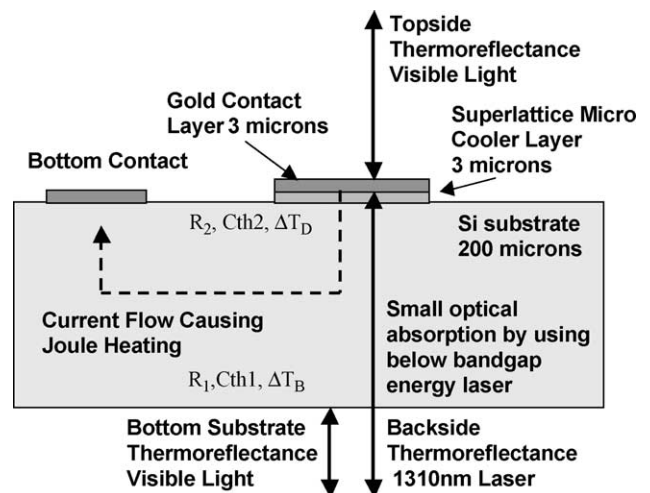 Topside
Thermoreflectance
Visible Light
Gold Contact
Layer 3 microns
Superlattice Micro
Cooler Layer
3 microns
Bottom Contact
R₂, Cth2, ΔT_D
Si substrate
200 microns
Current Flow Causing
Joule Heating
Small optical
absorption by using
below bandgap
energy laser
R₁,Cth1, ΔT_B
Bottom Substrate
Thermoreflectance
Visible Light
Backside
Thermoreflectance
1310nm Laser